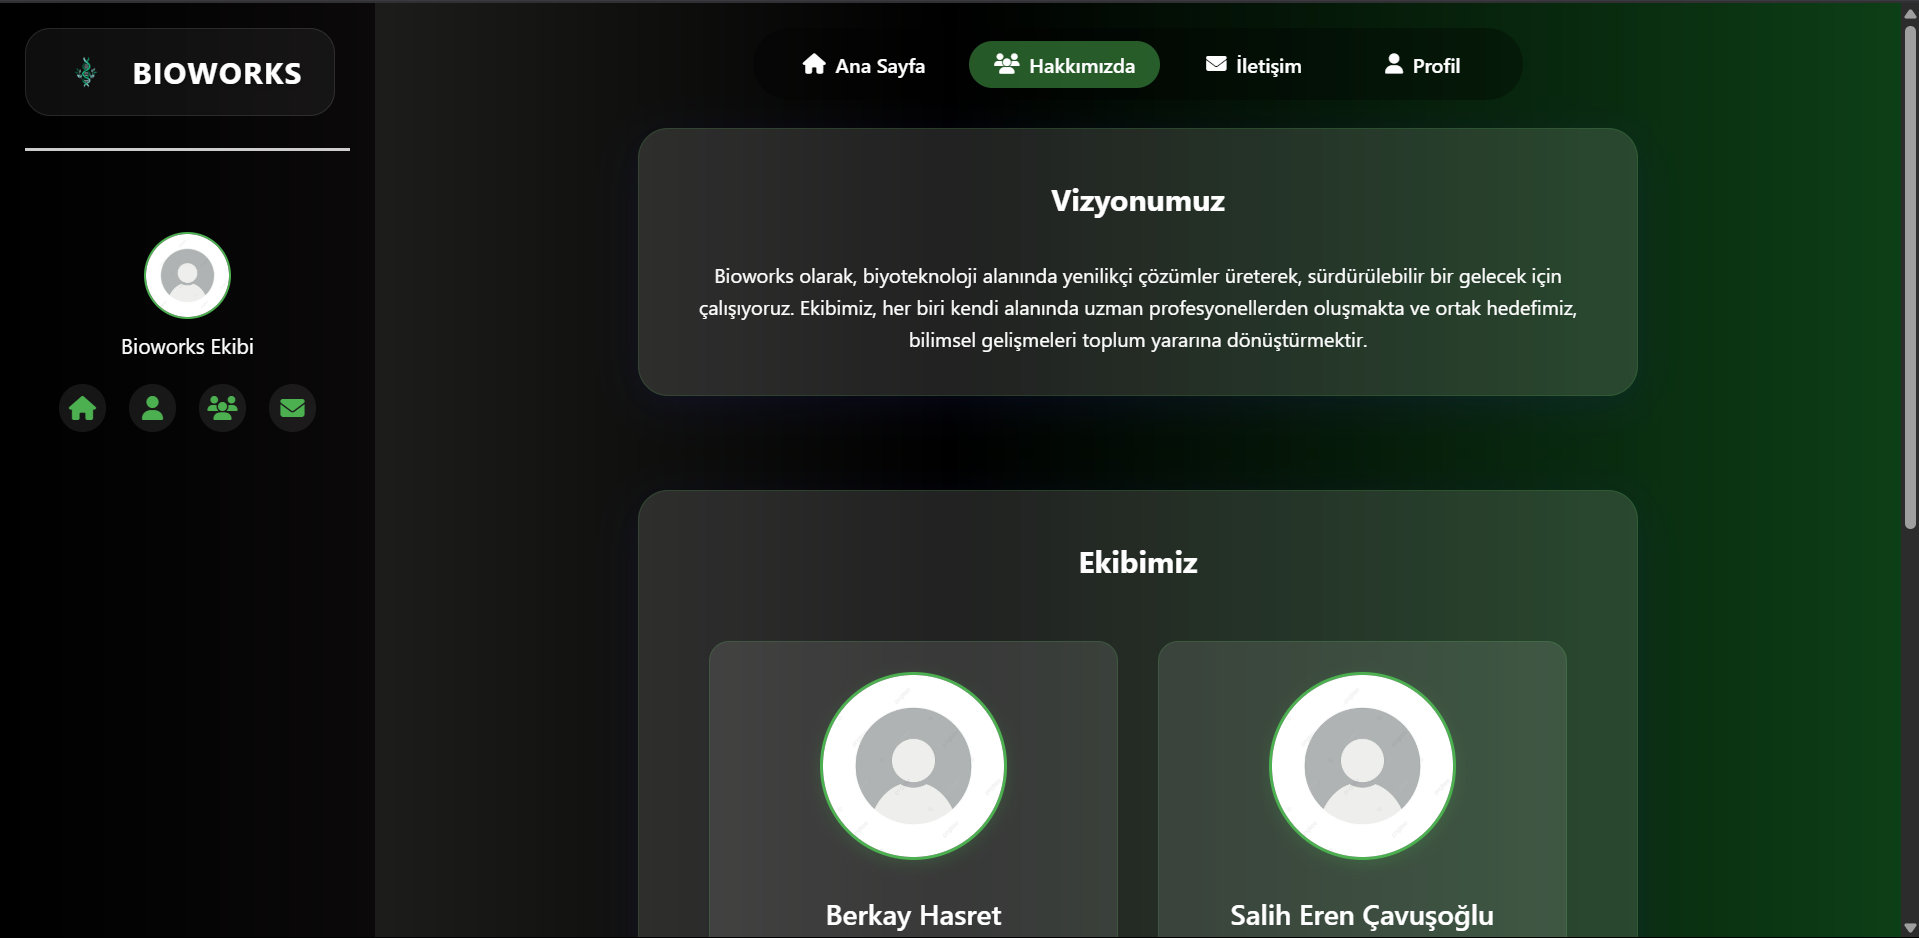 BIOWORKS
Bioworks Ekibi
Ana Sayfa
Hakkımızda
İletişim
Profil
Vizyonumuz
Bioworks olarak, biyoteknoloji alanında yenilikçi çözümler üreterek, sürdürülebilir bir gelecek için
çalışıyoruz. Ekibimiz, her biri kendi alanında uzman profesyonellerden oluşmakta ve ortak hedefimiz,
bilimsel gelişmeleri toplum yararına dönüştürmektir.
Ekibimiz
Berkay Hasret
Salih Eren Çavuşoğlu